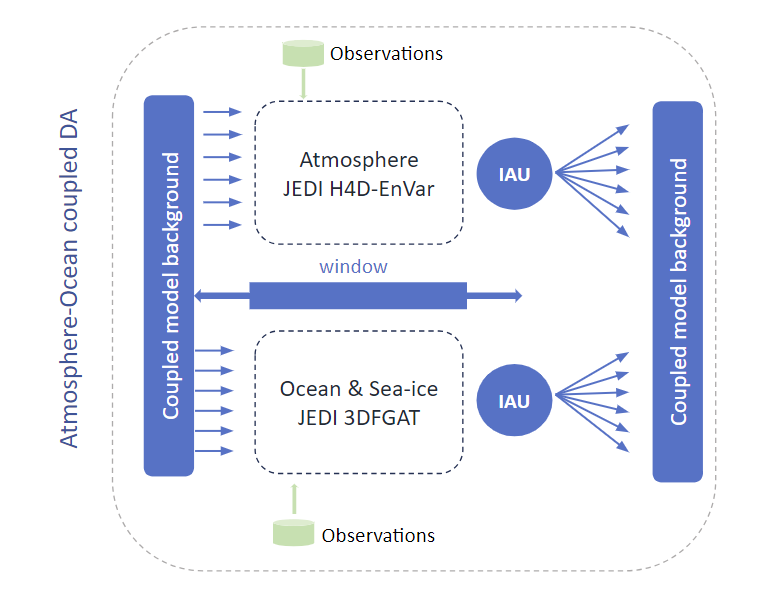 Atmosphere-Ocean coupled DA
Coupled model background
Observations
Atmosphere
JEDI H4D-EnVar
IAU
window
Ocean & Sea-ice
JEDI 3DFGAT
IAU
Observations
Coupled model background